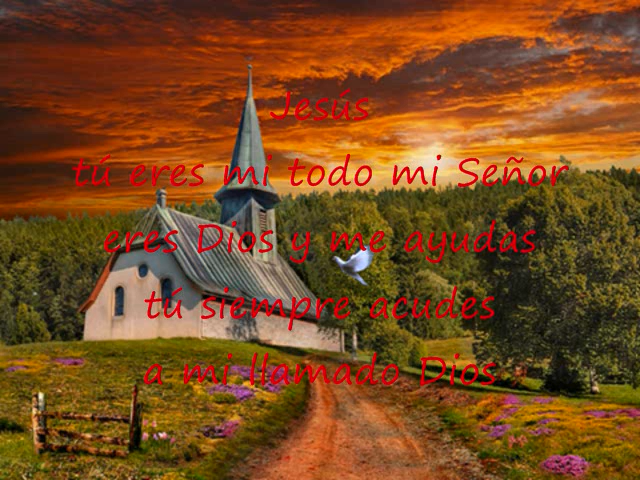 Jesús
tú eres mi todo mi Señor
eres Dios y me ayudas
tú siempre acudes
a mi llamado Dios